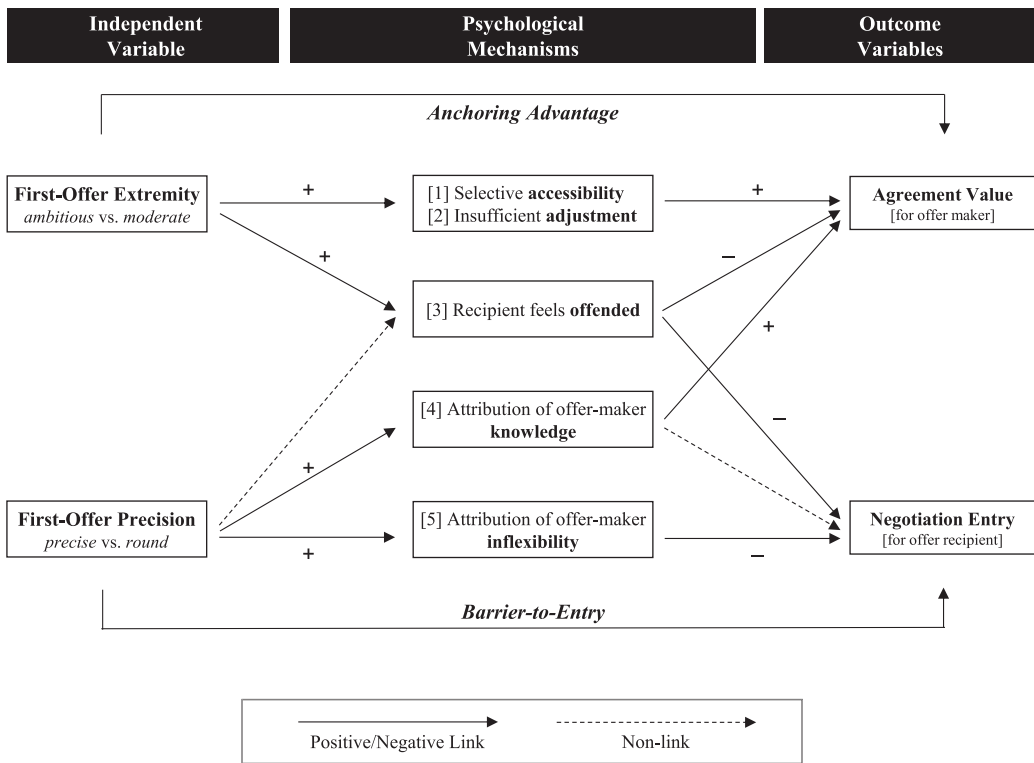 Independent
Variable
Psychological
Mechanisms
Outcome
Variables
Anchoring Advantage
First-Offer Extremity
ambitious vs. moderate
+
[1] Selective accessibility
[2] Insufficient adjustment
+
Agreement Value
[for offer maker]
+
–
[3] Recipient feels offended
+
–
[4] Attribution of offer-maker
knowledge
+
First-Offer Precision
precise vs. round
+
[5] Attribution of offer-maker
inflexibility
–
Negotiation Entry
[for offer recipient]
Barrier-to-Entry
Positive/Negative Link
Non-link